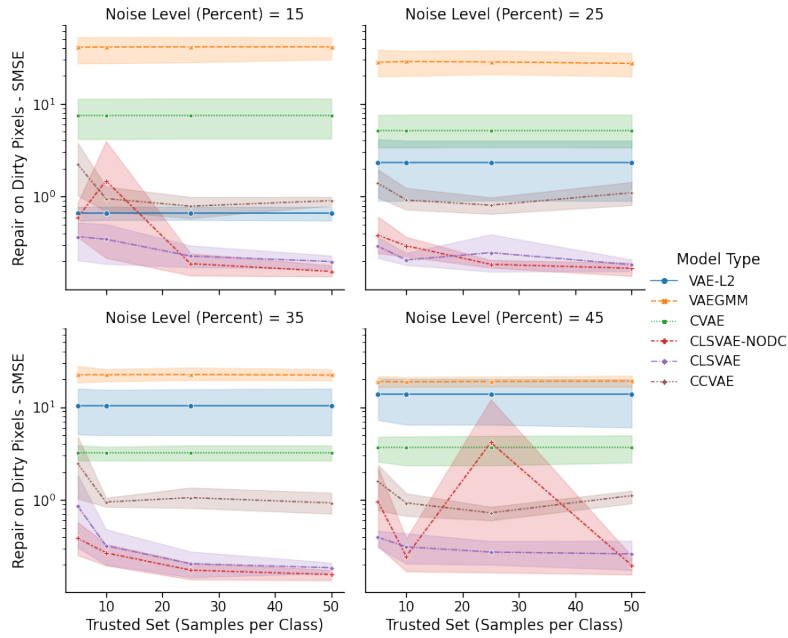 Noise Level (Percent) = 15
Noise Level (Percent) = 25
Repair on Dirty Pixels - SMSE
10¹
10⁰
Model Type
VAE-L2
VAEGMM
CVAE
CLSVAE-NODC
CLSVAE
CCVAE
Noise Level (Percent) = 35
Noise Level (Percent) = 45
Repair on Dirty Pixels - SMSE
10¹
10⁰
10 20 30 40 50
10 20 30 40 50
Trusted Set (Samples per Class)
Trusted Set (Samples per Class)